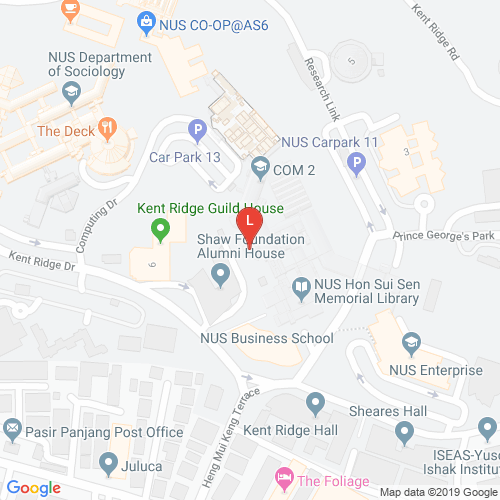 NUS CO-OP@AS6
Kent Ridge Rd
NUS Department
of Sociology
5
Research Link
The Deck
P
Car Park 13
NUS Carpark 11
P
3
COM 2
Computing Dr
Kent Ridge Guild House
L
Prince George's Park
Kent Ridge Dr
9
Shaw Foundation
Alumni House
NUS Hon Sui Sen
Memorial Library
NUS Business School
NUS Enterprise
Heng Mui Keng Terrace
Sheares Hall
Kent Ridge Hall
Pasir Panjang Post Office
ISEAS-Yuso
Ishak Institut
Juluca
The Foliage
Google
Map data ©2019 Google